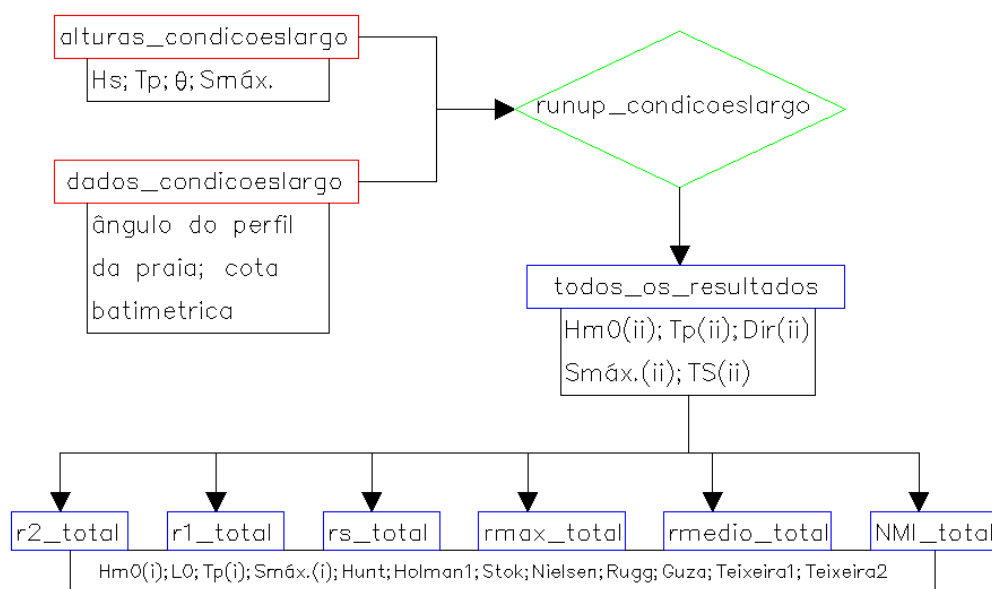 alturas_condicoeslargo
Hs; Tp; θ; Smáx.
runup_condicoeslargo
dados_condicoeslargo
ângulo do perfil
da praia; cota
batimetrica
todos_os_resultados
Hm0(ii); Tp(ii); Dir(ii)
Smáx.(ii); TS(ii)
r2_total
r1_total
rs_total
rmax_total
rmedio_total
NMI_total
Hm0(i); L0; Tp(i); Smáx.(i); Hunt; Holman1; Stok; Nielsen; Rugg; Guza; Teixeira1; Teixeira2